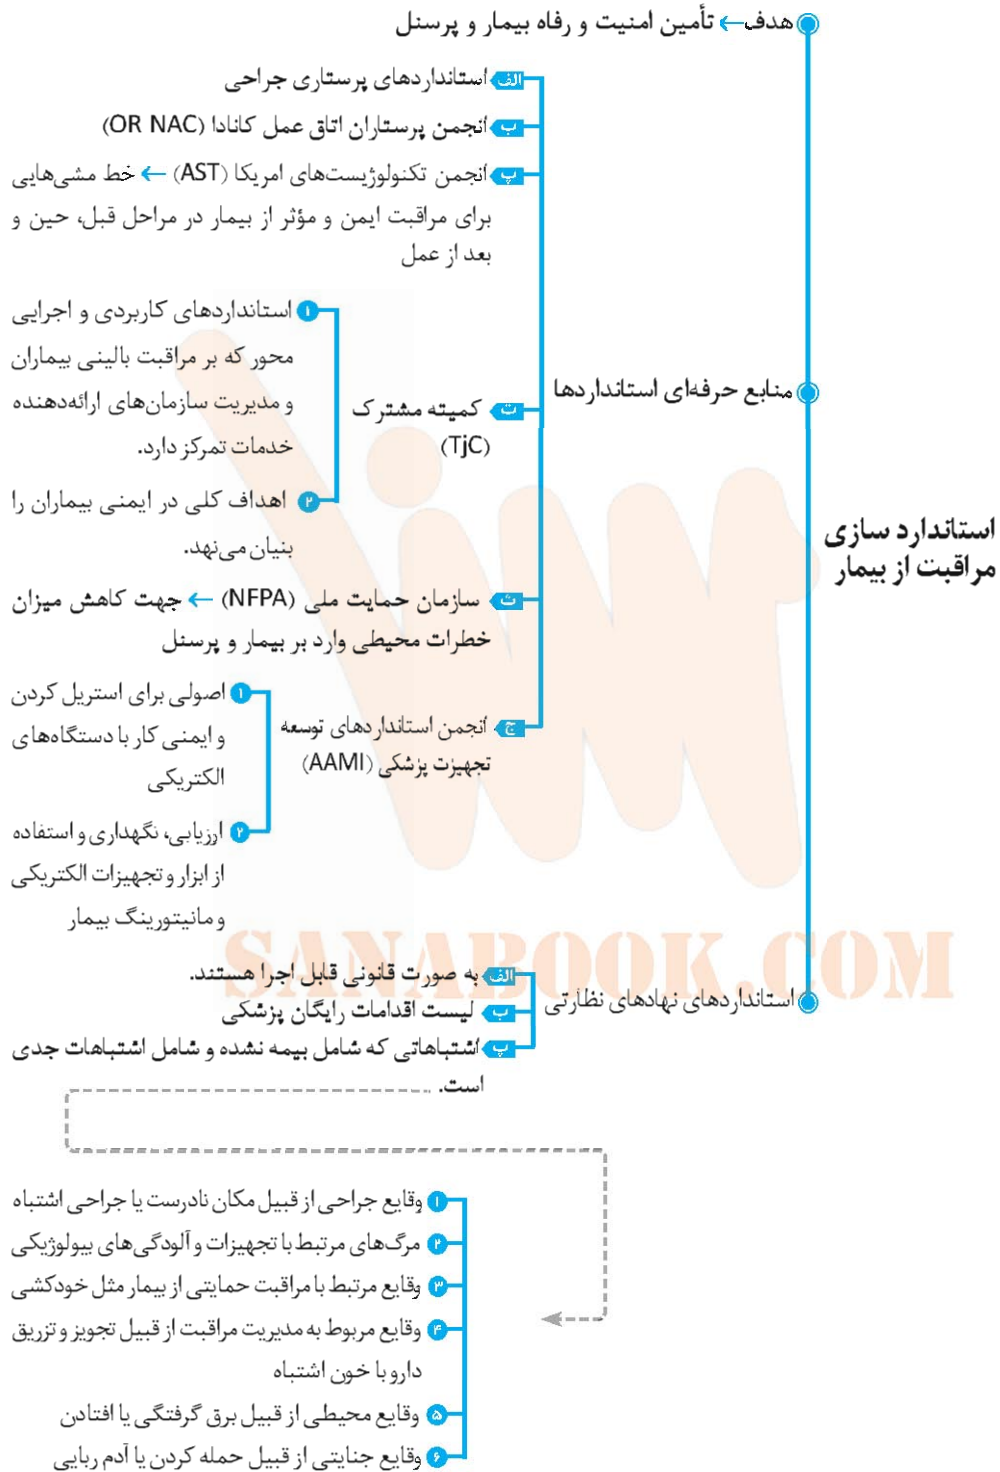 استاندارد سازی
مراقبت از بیمار
هدف ← تأمین امنیت و رفاه بیمار و پرسنل
منابع حرفه‌ای استانداردها
الف استانداردهای پرستاری جراحی
ب انجمن پرستاران اتاق عمل کانادا (OR NAC)
پ انجمن تکنولوژیست‌های امریکا (AST) ← خط مشی‌هایی
برای مراقبت ایمن و مؤثر از بیمار در مراحل قبل، حین و
بعد از عمل
ت کمیته مشترک
(TjC)
۱ استانداردهای کاربردی و اجرایی
محور که بر مراقبت بالینی بیماران
و مدیریت سازمان‌های ارائه‌دهنده
خدمات تمرکز دارد.
۲ اهداف کلی در ایمنی بیماران را
بنیان می‌نهد.
ث سازمان حمایت ملی (NFPA) ← جهت کاهش میزان
خطرات محیطی وارد بر بیمار و پرسنل
ج انجمن استانداردهای توسعه
تجهیزت پزشکی (AAMI)
۱ اصولی برای استریل کردن
و ایمنی کار با دستگاه‌های
الکتریکی
۲ ارزیابی، نگهداری و استفاده
از ابزار و تجهیزات الکتریکی
و مانیتورینگ بیمار
استانداردهای نهادهای نظارتی
الف به صورت قانونی قابل اجرا هستند.
ب لیست اقدامات رایگان پزشکی
پ اشتباهاتی که شامل بیمه نشده و شامل اشتباهات جدی
است.
۱ وقایع جراحی از قبیل مکان نادرست یا جراحی اشتباه
۲ مرگ‌های مرتبط با تجهیزات و آلودگی‌های بیولوژیکی
۳ وقایع مرتبط با مراقبت حمایتی از بیمار مثل خودکشی
۴ وقایع مربوط به مدیریت مراقبت از قبیل تجویز و تزریق
دارو با خون اشتباه
۵ وقایع محیطی از قبیل برق گرفتگی یا افتادن
۶ وقایع جنایتی از قبیل حمله کردن یا آدم ربایی
SANABOOK.COM